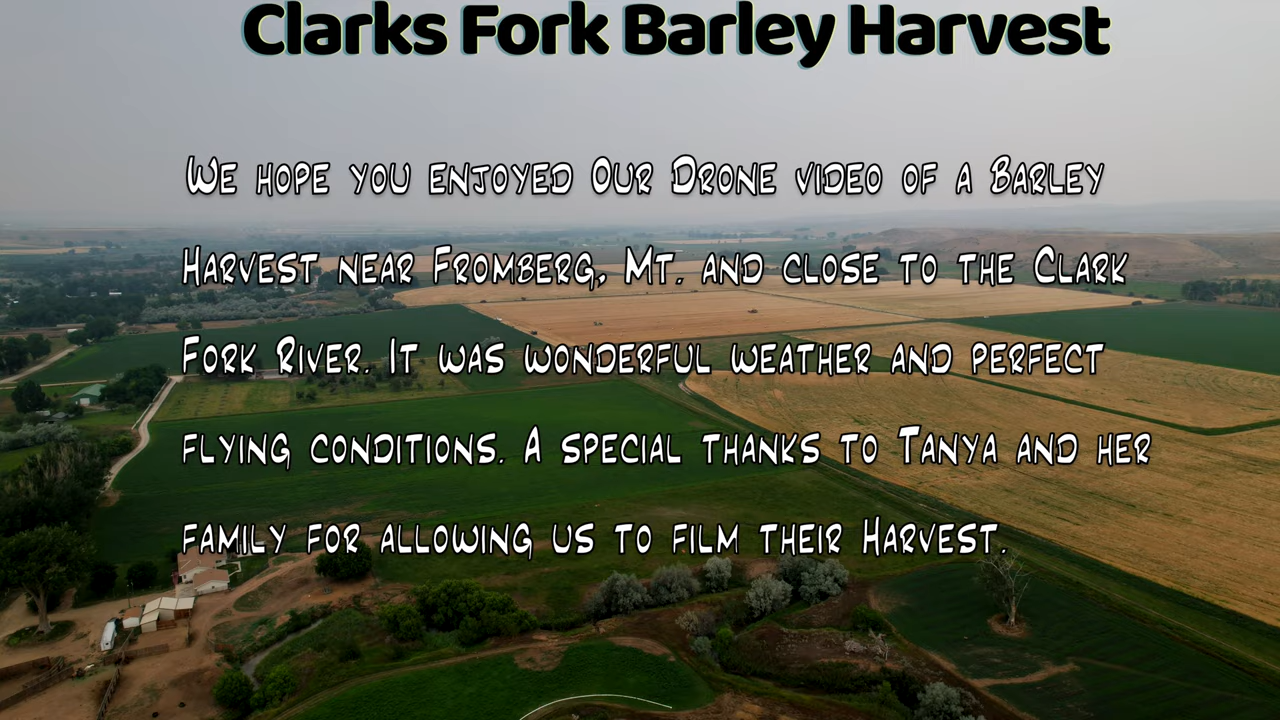 Clarks Fork Barley Harvest
We hope you enjoyed Our Drone video of a Barley
Harvest near Fromberg, Mt. and close to the Clark
Fork River. It was wonderful weather and perfect
flying conditions. A special thanks to Tanya and her
family for allowing us to film their Harvest.